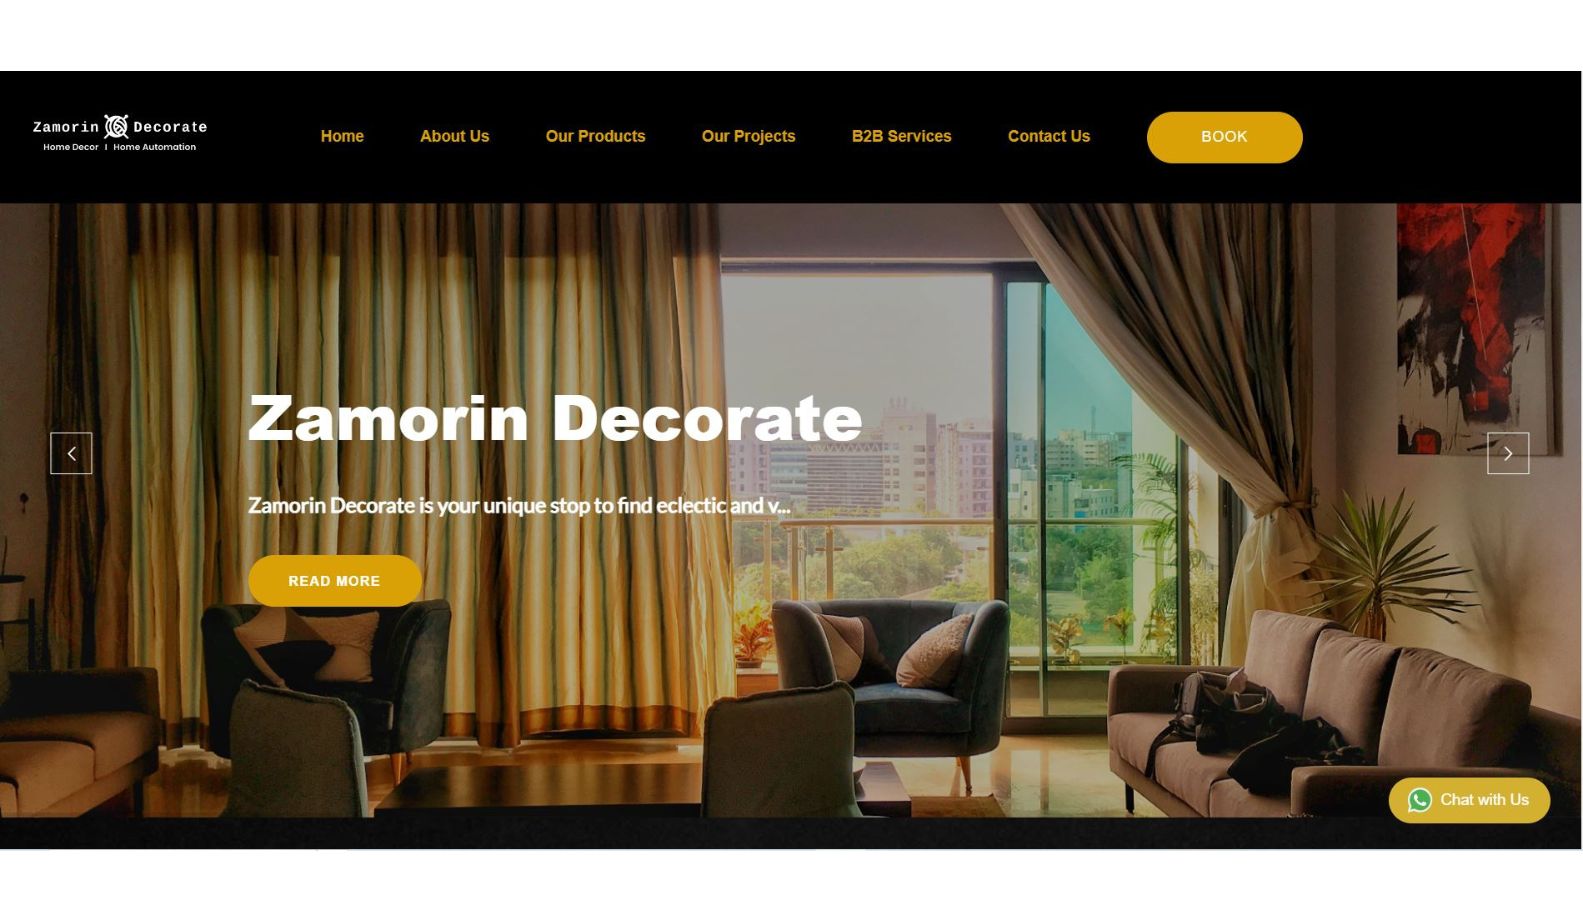 Zamorin Decorate
Home Decor I Home Automation
Home About Us Our Products Our Projects B2B Services Contact Us BOOK
Zamorin Decorate
Zamorin Decorate is your unique stop to find eclectic and v...
READ MORE
Chat with Us